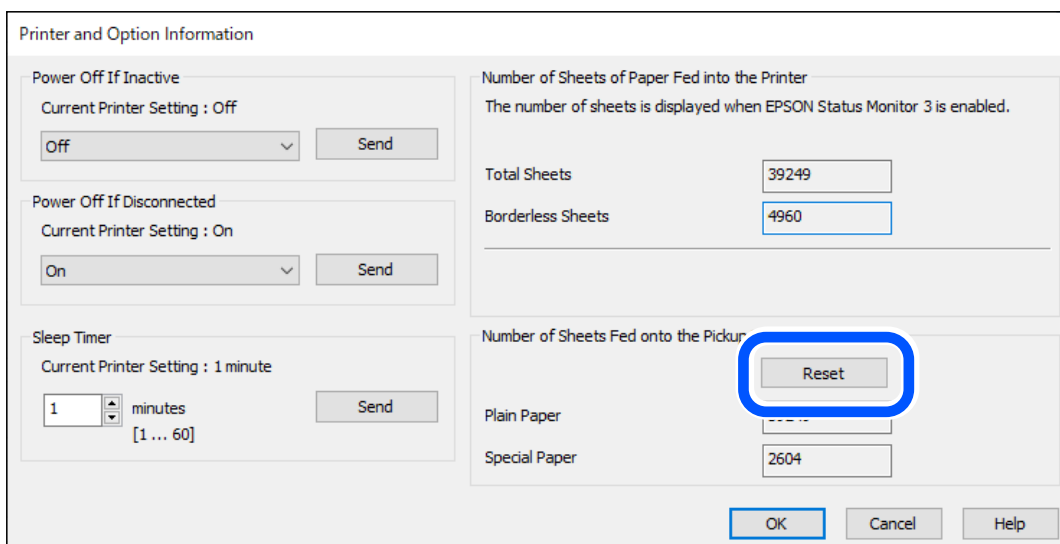 Printer and Option Information
Power Off If Inactive
Current Printer Setting : Off
Off
Send
Power Off If Disconnected
Current Printer Setting : On
On
Send
Sleep Timer
Current Printer Setting : 1 minute
1
minutes
Send
[1 ... 60]
Number of Sheets of Paper Fed into the Printer
The number of sheets is displayed when EPSON Status Monitor 3 is enabled.
Total Sheets
39249
Borderless Sheets
4960
Number of Sheets Fed onto the Pickup
Reset
Plain Paper
Special Paper
2604
OK
Cancel
Help